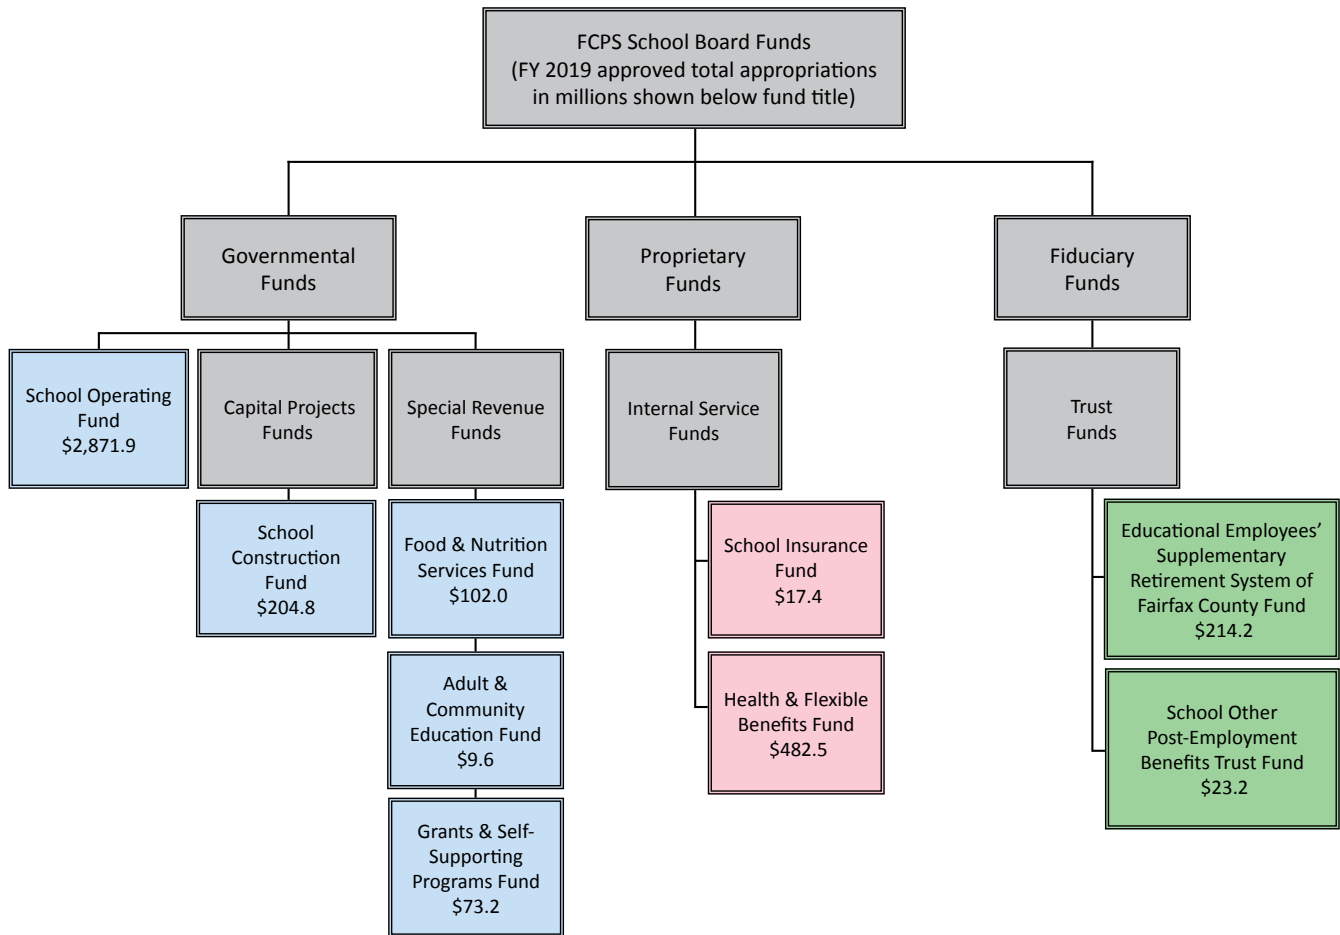 FCPS School Board Funds
(FY 2019 approved total appropriations
in millions shown below fund title)
Governmental
Funds
Proprietary
Funds
Fiduciary
Funds
School Operating
Fund
$2,871.9
Capital Projects
Funds
Special Revenue
Funds
Internal Service
Funds
Trust
Funds
School
Construction
Fund
$204.8
Food & Nutrition
Services Fund
$102.0
School Insurance
Fund
$17.4
Educational Employees’
Supplementary
Retirement System of
Fairfax County Fund
$214.2
Adult &
Community
Education Fund
$9.6
Health & Flexible
Benefits Fund
$482.5
School Other
Post-Employment
Benefits Trust Fund
$23.2
Grants & Self-
Supporting
Programs Fund
$73.2